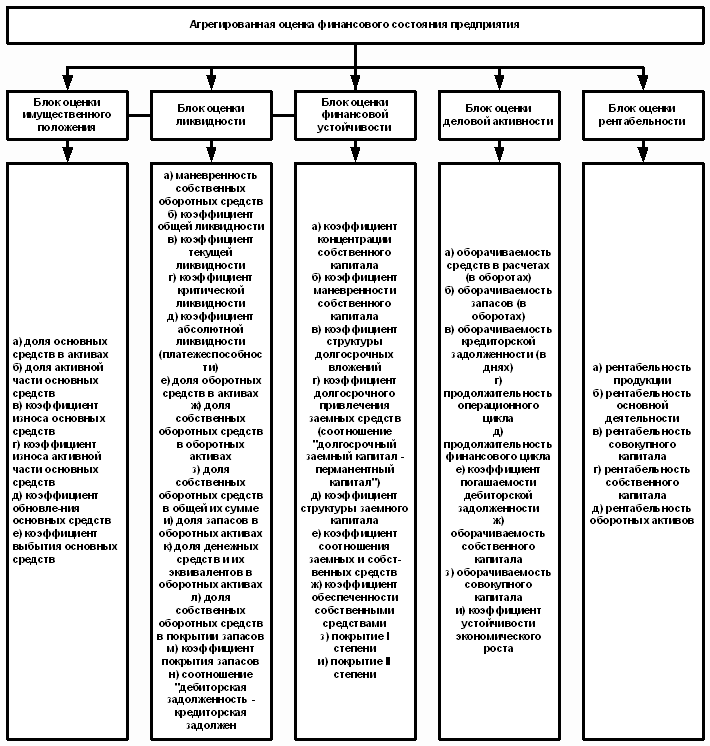 Агрегированная оценка финансового состояния предприятия
Блок оценки
имущественного
положения
Блок оценки
ликвидности
Блок оценки
финансовой
устойчивости
Блок оценки
деловой активности
Блок оценки
рентабельности
а) доля основных
средств в активах
б) доля активной
части основных
средств
в) коэффициент
износа основных
средств
г) коэффициент
износа активной
части основных
средств
д) коэффициент
обновле-ния
основных средств
е) коэффициент
выбытия основных
средств
а) маневренность
собственных
оборотных средств
б) коэффициент
общей ликвидности
в) коэффициент
текущей
ликвидности
г) коэффициент
критической
ликвидности
д) коэффициент
абсолютной
ликвидности
(платежеспособнос
ти)
е) доля оборотных
средств в активах
ж) доля
собственных
оборотных средств
в оборотных
активах
з) доля
собственных
оборотных средств
в общей их сумме
и) доля запасов в
оборотных активах
к) доля денежных
средств и их
эквивалентов в
оборотных активах
л) доля
собственных
оборотных средств
в покрытии запасов
м) коэффициент
покрытия запасов
н) соотношение
"дебиторская
задолженность -
кредиторская
задолжен
а) коэффициент
концентрации
собственного
капитала
б) коэффициент
маневренности
собственного
капитала
в) коэффициент
структуры
долгосрочных
вложений
г) коэффициент
долгосрочного
привлечения
заемных средств
(соотношение
"долгосрочный
заемный капитал -
перманентный
капитал")
д) коэффициент
структуры заемного
капитала
е) коэффициент
соотношения
заемных и собст-
венных средств
ж) коэффициент
обеспеченности
собственными
средствами
з) покрытие I
степени
и) покрытие II
степени
а) оборачиваемость
средств в расчетах
(в оборотах)
б) оборачиваемость
запасов (в
оборотах)
в) оборачиваемость
кредиторской
задолженности (в
днях)
г)
продолжительность
операционного
цикла
д)
продолжительность
финансового цикла
е) коэффициент
погашаемости
дебиторской
задолженности
ж)
оборачиваемость
собственного
капитала
з) оборачиваемость
совокупного
капитала
и) коэффициент
устойчивости
экономического
роста
а) рентабельность
продукции
б) рентабельность
основной
деятельности
в) рентабельность
совокупного
капитала
г) рентабельность
собственного
капитала
д) рентабельность
оборотных активов